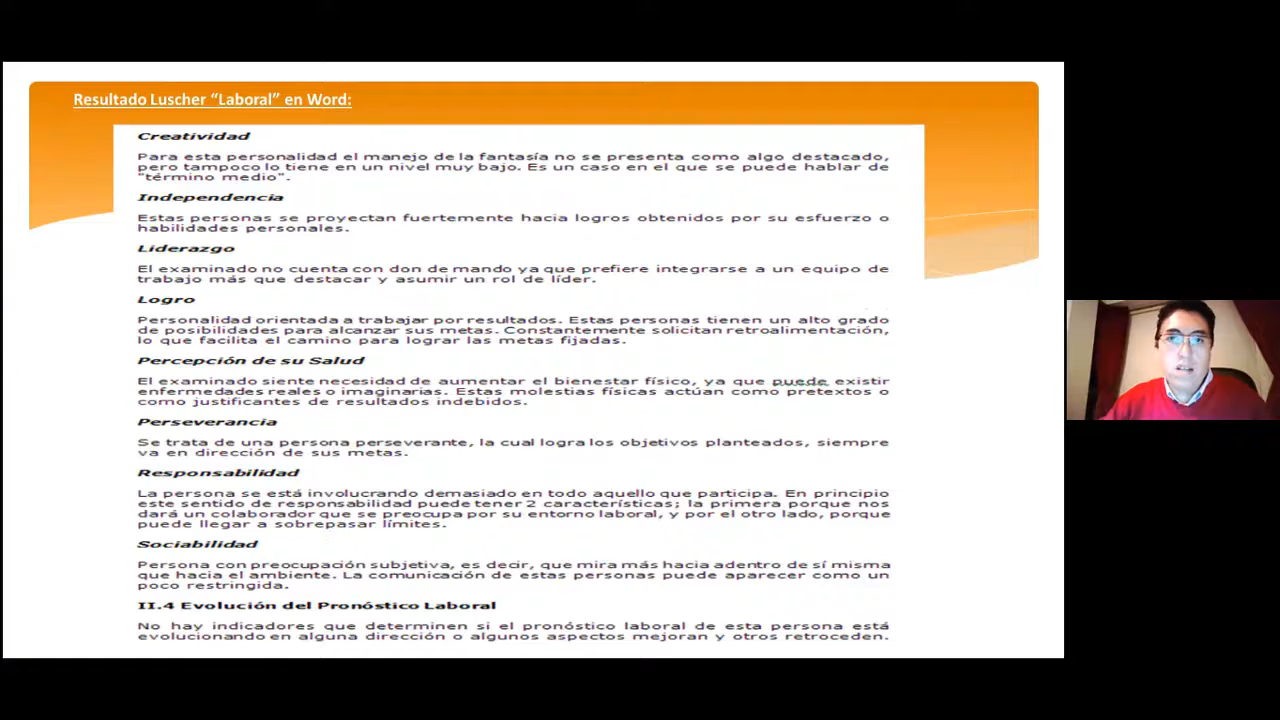 Resultado Luscher “Laboral” en Word:
Creatividad
Para esta personalidad el manejo de la fantasía no se presenta como algo destacado,
pero tampoco lo tiene en un nivel muy bajo. Es un caso en el que se puede hablar de
"término medio".
Independencia
Estas personas se proyectan fuertemente hacia logros obtenidos por su esfuerzo o
habilidades personales.
Liderazgo
El examinado no cuenta con don de mando ya que prefiere integrarse a un equipo de
trabajo más que destacar y asumir un rol de líder.
Logro
Personalidad orientada a trabajar por resultados. Estas personas tienen un alto grado
de posibilidades para alcanzar sus metas. Constantemente solicitan retroalimentación,
lo que facilita el camino para lograr las metas fijadas.
Percepción de su Salud
El examinado siente necesidad de aumentar el bienestar físico, ya que puede existir
enfermedades reales o imaginarias. Estas molestias físicas actúan como pretextos o
como justificantes de resultados indebidos.
Perseverancia
Se trata de una persona perseverante, la cual logra los objetivos planteados, siempre
va en dirección de sus metas.
Responsabilidad
La persona se está involucrando demasiado en todo aquello que participa. En principio
este sentido de responsabilidad puede tener 2 características; la primera porque nos
dará un colaborador que se preocupa por su entorno laboral, y por el otro lado, porque
puede llegar a sobrepasar límites.
Sociabilidad
Persona con preocupación subjetiva, es decir, que mira más hacia adentro de sí misma
que hacia el ambiente. La comunicación de estas personas puede aparecer como un
poco restringida.
II.4 Evolución del Pronóstico Laboral
No hay indicadores que determinen si el pronóstico laboral de esta persona está
evolucionando en alguna dirección o algunos aspectos mejoran y otros retroceden.